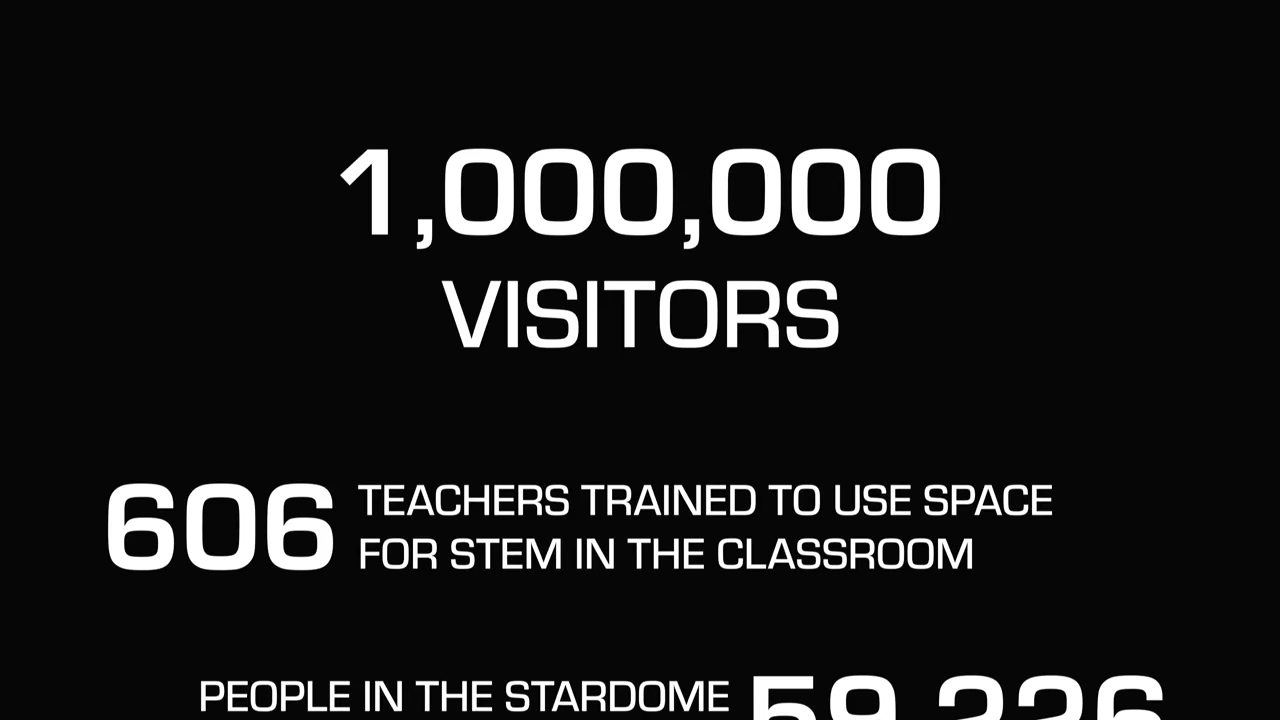 1,000,000
VISITORS
606 TEACHERS TRAINED TO USE SPACE
FOR STEM IN THE CLASSROOM
PEOPLE IN THE STARDOME